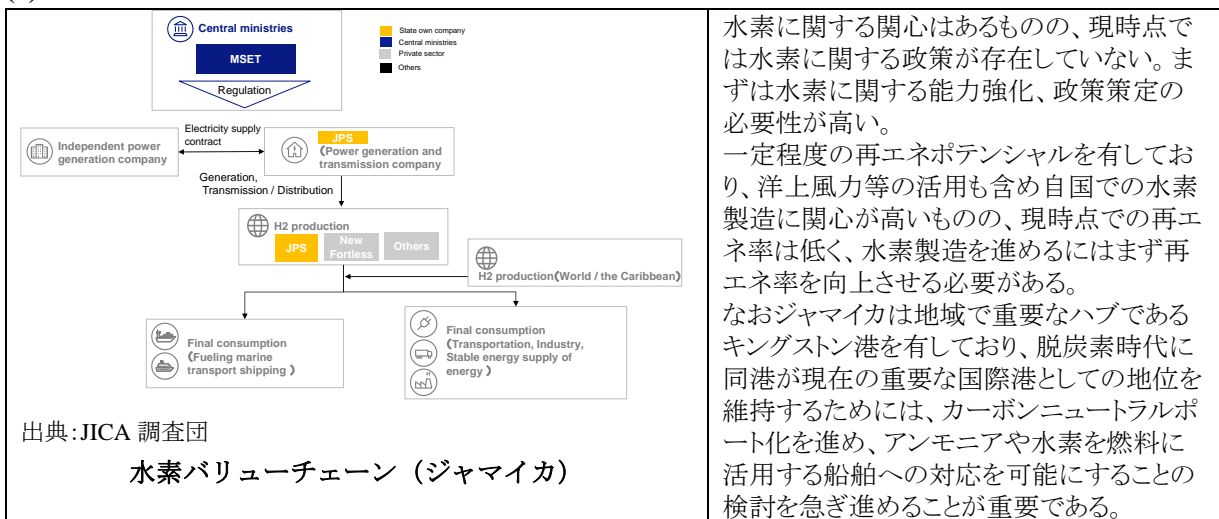 Central ministries
MSET
Regulation
State own company
Central ministries
Private sector
Others
Independent power
generation company
Electricity supply
contract
JPS
(Power generation and
transmission company
Generation,
Transmission / Distribution
H2 production
JPS
New
Fortless
Others
H2 production(World / the Caribbean)
Final consumption
(Fueling marine
transport shipping )
Final consumption
(Transportation, Industry,
Stable energy supply of
energy )
出典：JICA 調査団
水素バリューチェーン（ジャマイカ）
水素に関する関心はあるものの、現時点で
は水素に関する政策が存在していない。ま
ずは水素に関する能力強化、政策策定の
必要性が高い。
一定程度の再エネポテンシャルを有してお
り、洋上風力等の活用も含め自国での水素
製造に関心が高いものの、現時点での再エ
ネ率は低く、水素製造を進めるにはまず再
エネ率を向上させる必要がある。
なおジャマイカは地域で重要なハブである
キングストン港を有しており、脱炭素時代に
同港が現在の重要な国際港としての地位を
維持するためには、カーボンニュートラルポ
ート化を進め、アンモニアや水素を燃料に
活用する船舶への対応を可能にすることの
検討を急ぎ進めることが重要である。